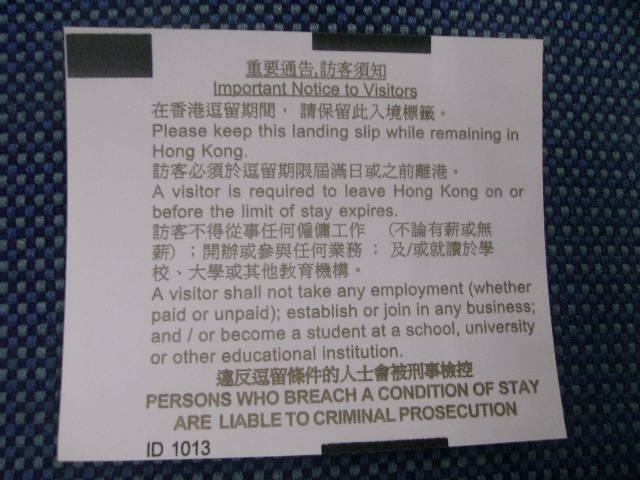 重要通告,訪客須知
Important Notice to Visitors
在香港逗留期間， 請保留此入境標籤。
Please keep this landing slip while remaining in
Hong Kong.
訪客必須於逗留期限屆滿日或之前離港。
A visitor is required to leave Hong Kong on or
before the limit of stay expires.
訪客不得從事任何僱傭工作 （不論有薪或無
薪）；開辦或參與任何業務 ； 及/或就讀於學
校、大學或其他教育機構。
A visitor shall not take any employment (whether
paid or unpaid); establish or join in any business;
and / or become a student at a school, university
or other educational institution.
違反逗留條件的人士會被刑事檢控
PERSONS WHO BREACH A CONDITION OF STAY
ARE LIABLE TO CRIMINAL PROSECUTION
ID 1013